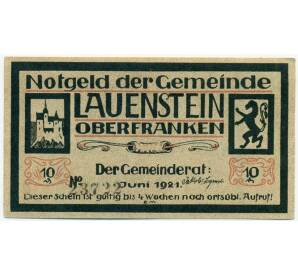 Notgeld der Gemeinde
LAUENSTEIN
OBERFRANKEN
Der Gemeinderat:
10 Juni 1921. 10
No 3722
Dieser Schein ist gültig bis 4 Wochen nach ortsübl. Aufruf!